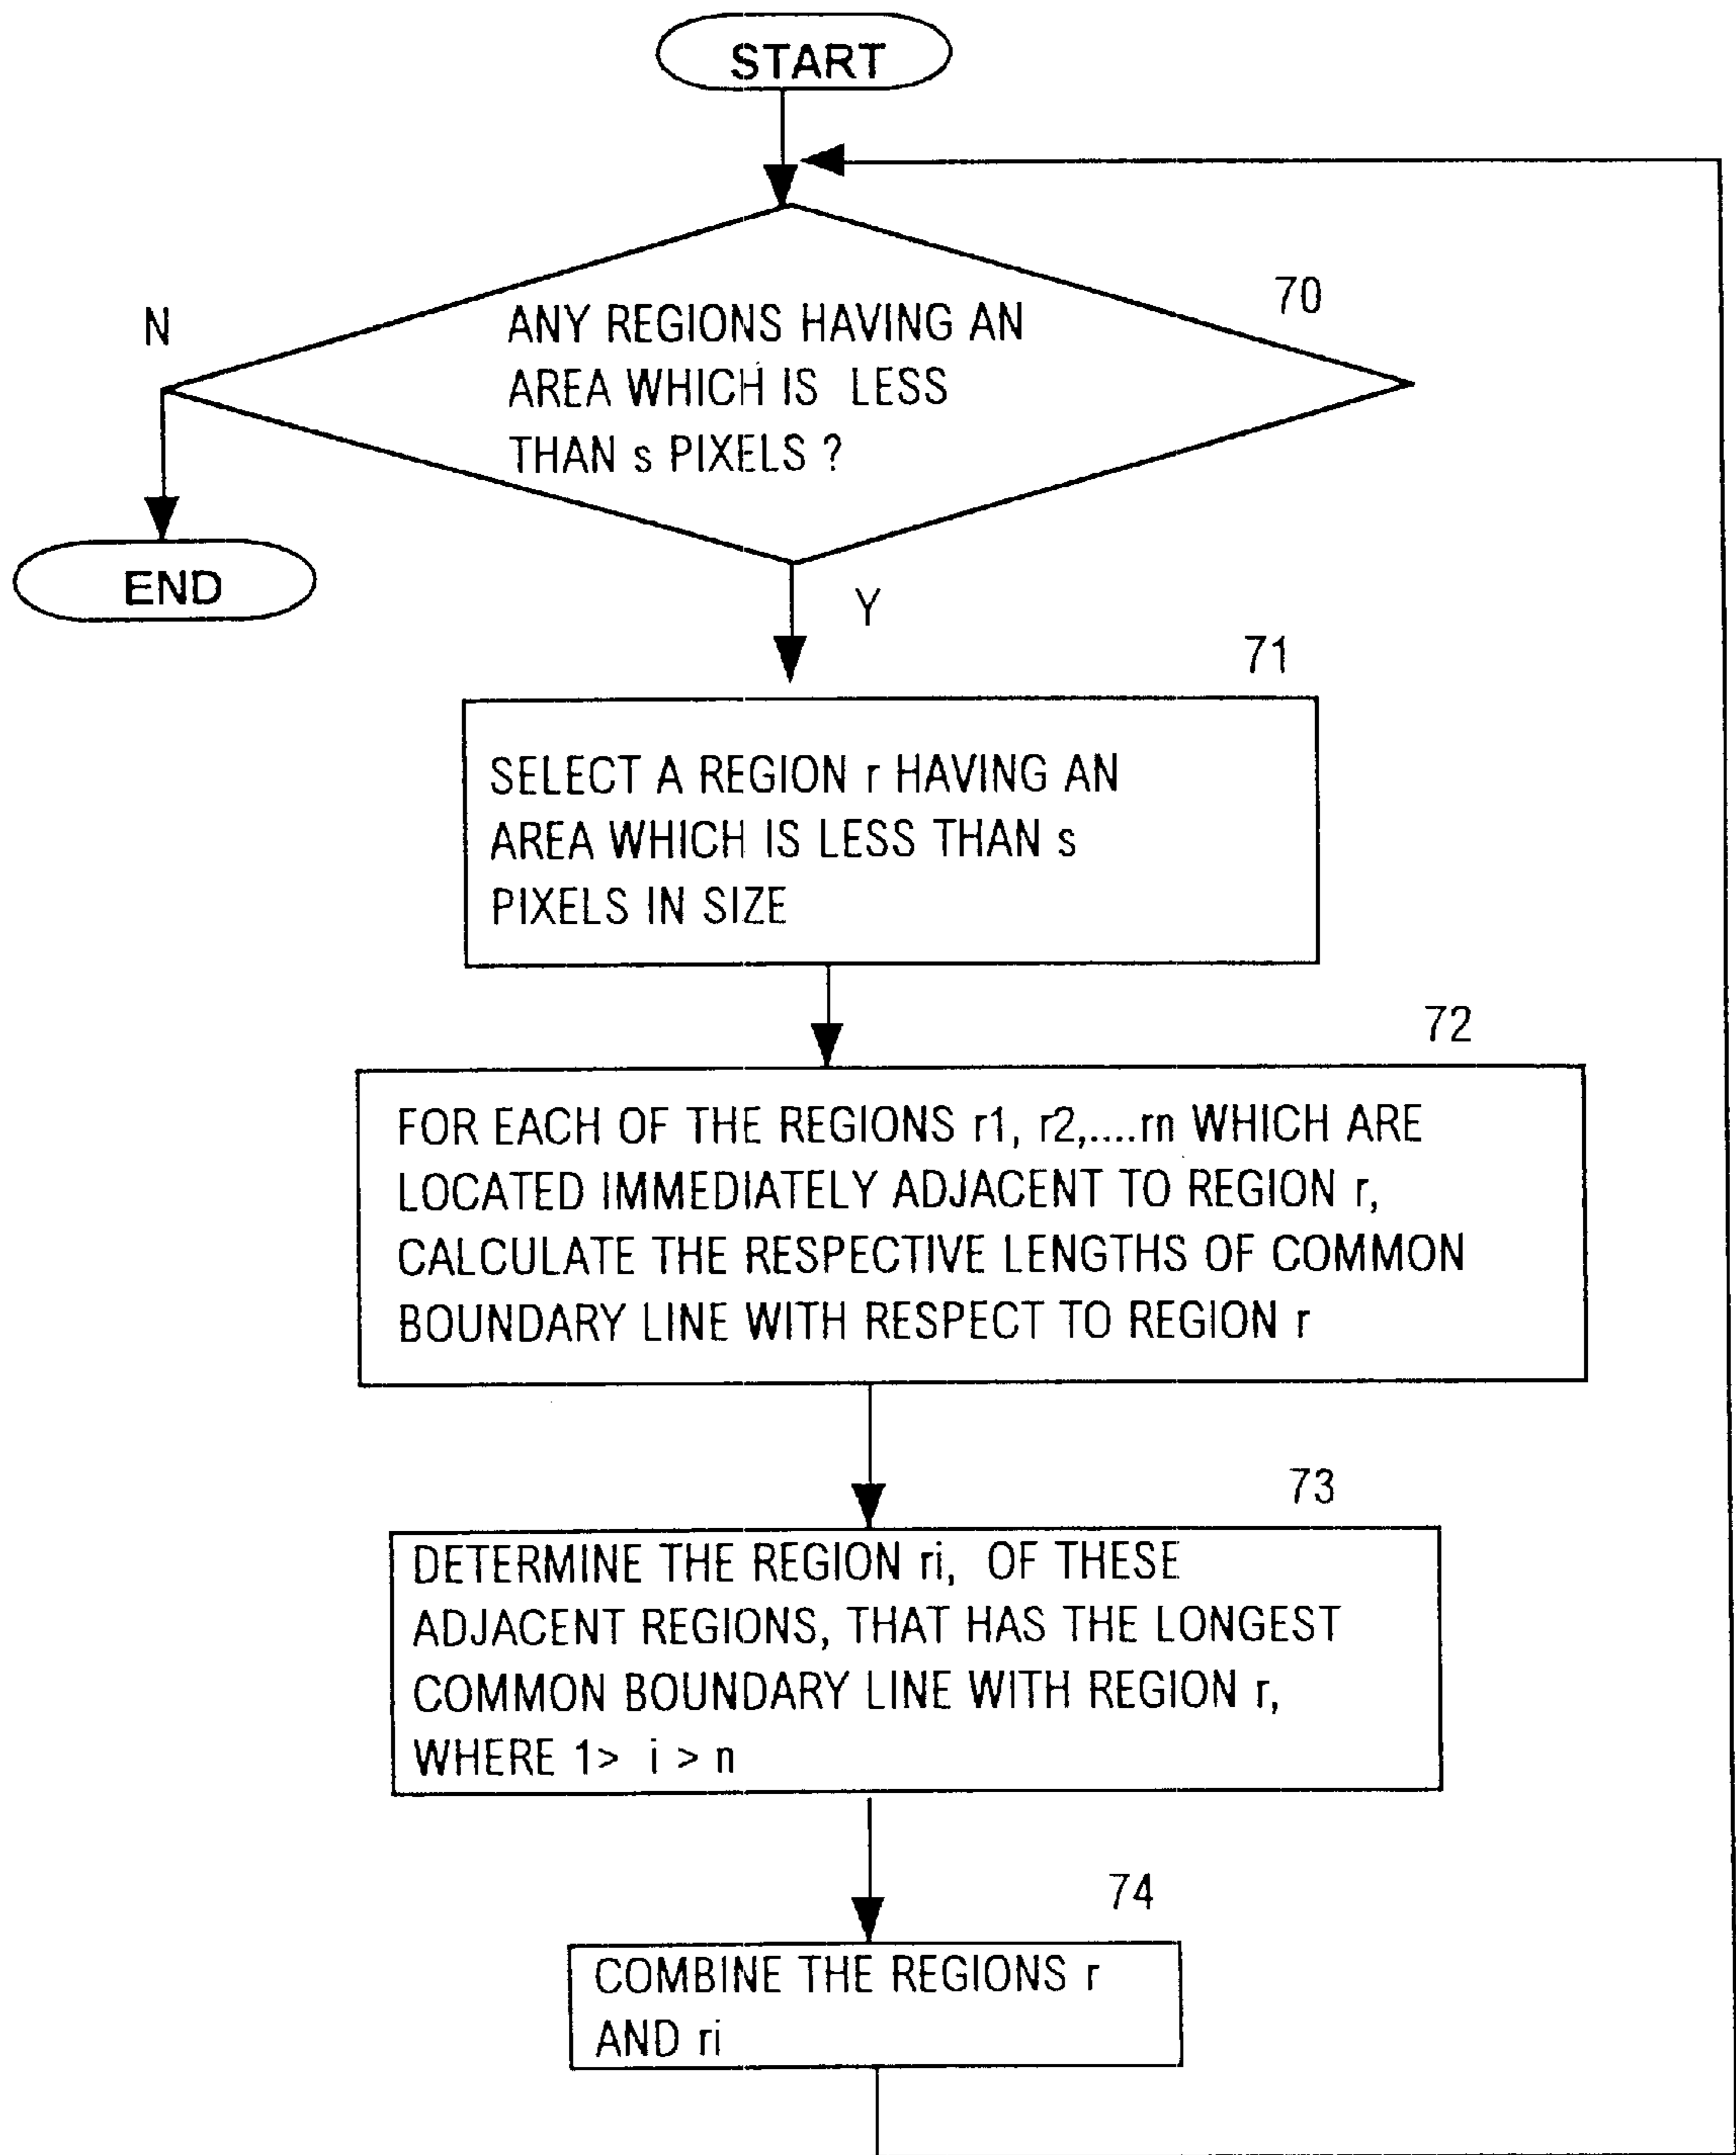 START
70
N
ANY REGIONS HAVING AN
AREA WHICH IS LESS
THAN s PIXELS ?
END
Y
71
SELECT A REGION r HAVING AN
AREA WHICH IS LESS THAN s
PIXELS IN SIZE
72
FOR EACH OF THE REGIONS r1, r2,....rn WHICH ARE
LOCATED IMMEDIATELY ADJACENT TO REGION r,
CALCULATE THE RESPECTIVE LENGTHS OF COMMON
BOUNDARY LINE WITH RESPECT TO REGION r
73
DETERMINE THE REGION ri, OF THESE
ADJACENT REGIONS, THAT HAS THE LONGEST
COMMON BOUNDARY LINE WITH REGION r,
WHERE 1> i > n
74
COMBINE THE REGIONS r
AND ri